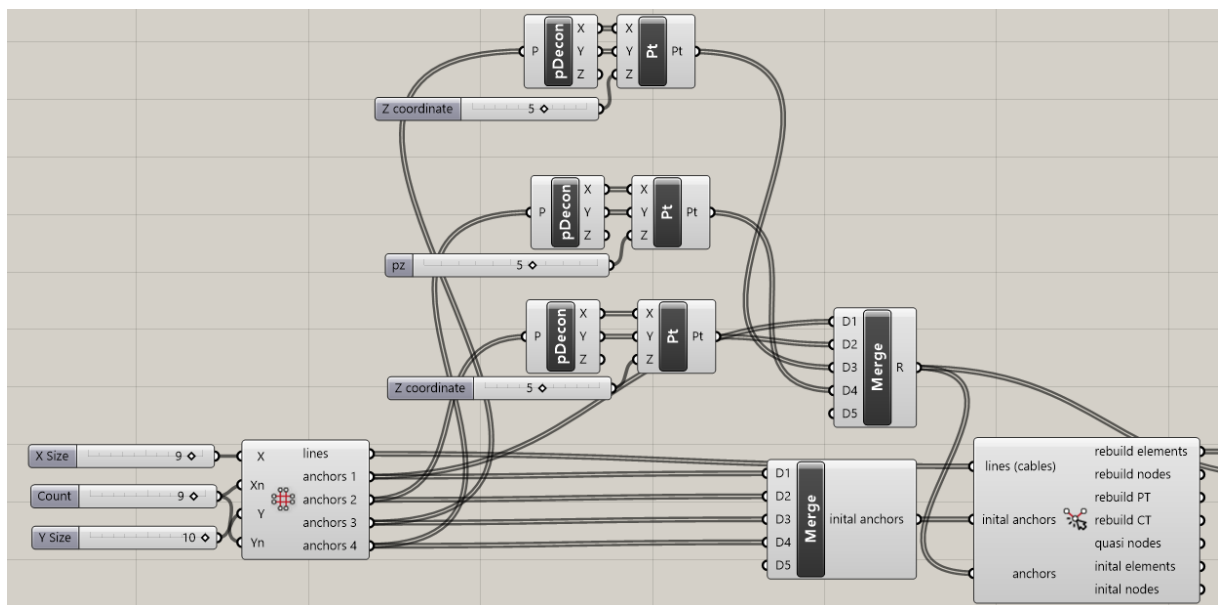 P
pDecon
X
Y
Z
X
Y
Z
Pt
Pt
Z coordinate 5
P
pDecon
X
Y
Z
X
Y
Z
Pt
Pt
pz 5
P
pDecon
X
Y
Z
X
Y
Z
Pt
Pt
Z coordinate 5
D1
D2
D3
D4
D5
Merge
R
X Size 9
Count 9
Y Size 10
X
Xn
Y
Yn
lines
anchors 1
anchors 2
anchors 3
anchors 4
D1
D2
D3
D4
D5
Merge
inital anchors
lines (cables)
inital anchors
anchors
rebuild elements
rebuild nodes
rebuild PT
rebuild CT
quasi nodes
inital elements
inital nodes